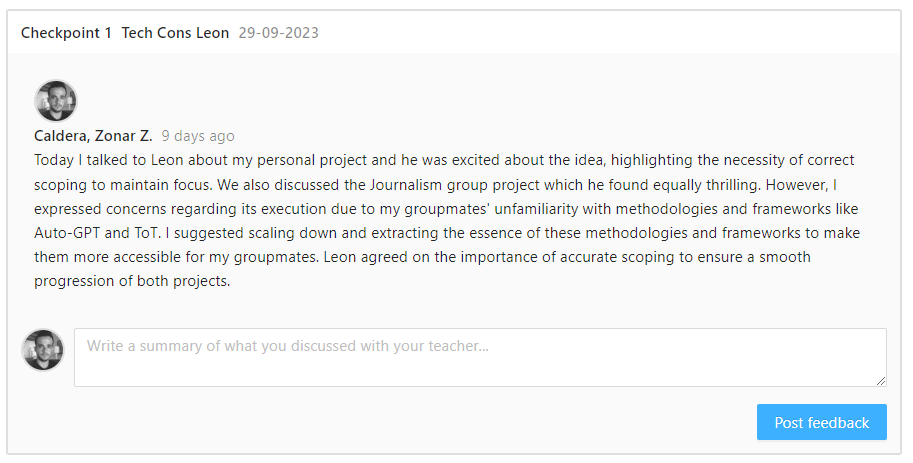 Checkpoint 1 Tech Cons Leon 29-09-2023
Caldera, Zonar Z. 9 days ago
Today I talked to Leon about my personal project and he was excited about the idea, highlighting the necessity of correct
scoping to maintain focus. We also discussed the Journalism group project which he found equally thrilling. However, I
expressed concerns regarding its execution due to my groupmates' unfamiliarity with methodologies and frameworks like
Auto-GPT and ToT. I suggested scaling down and extracting the essence of these methodologies and frameworks to make
them more accessible for my groupmates. Leon agreed on the importance of accurate scoping to ensure a smooth
progression of both projects.
Write a summary of what you discussed with your teacher...
Post feedback